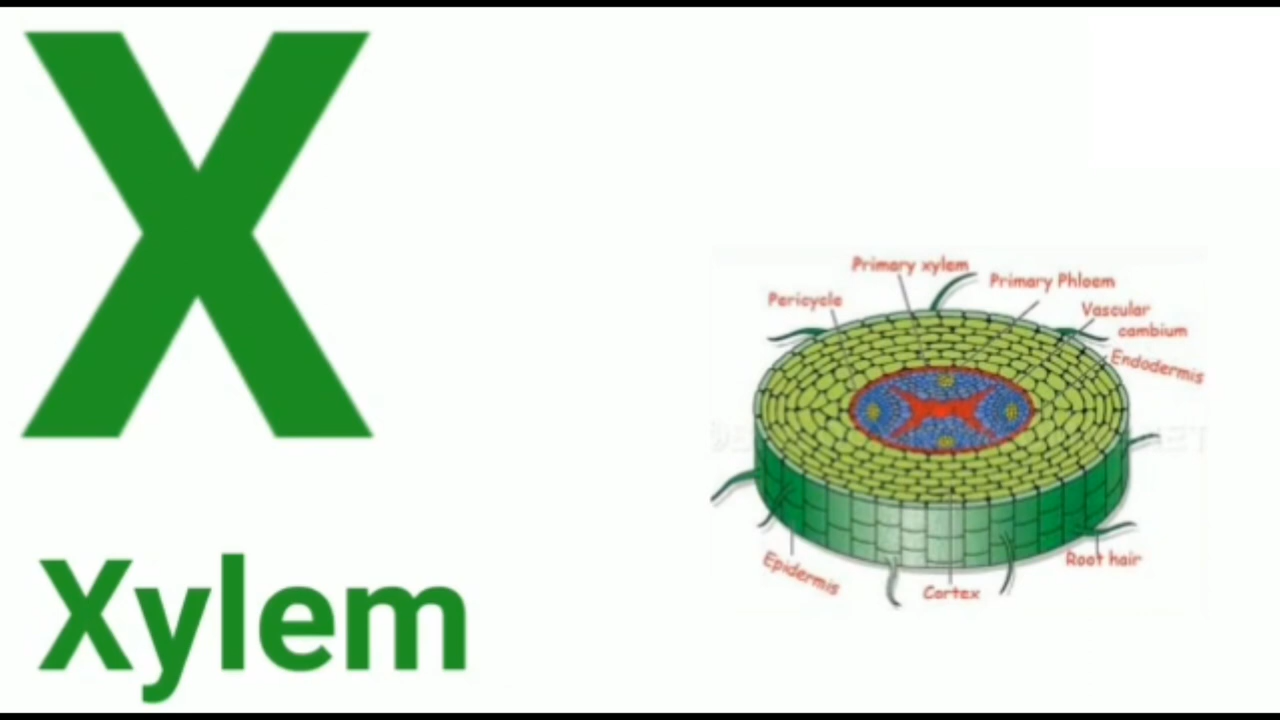 X
Xylem
Primary xylem
Primary Phloem
Pericycle
Vascular
cambium
Endodermis
Epidermis
Cortex
Root hair